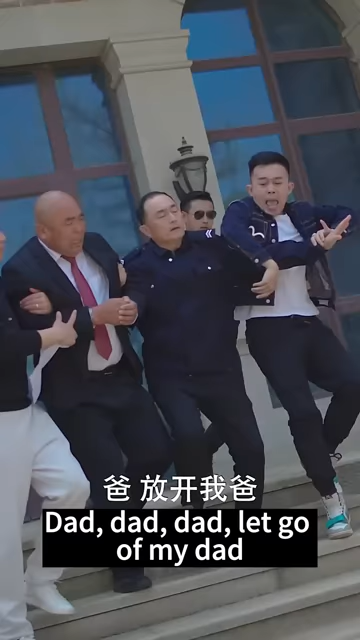 爸 放开我爸
Dad, dad, dad, let go
of my dad